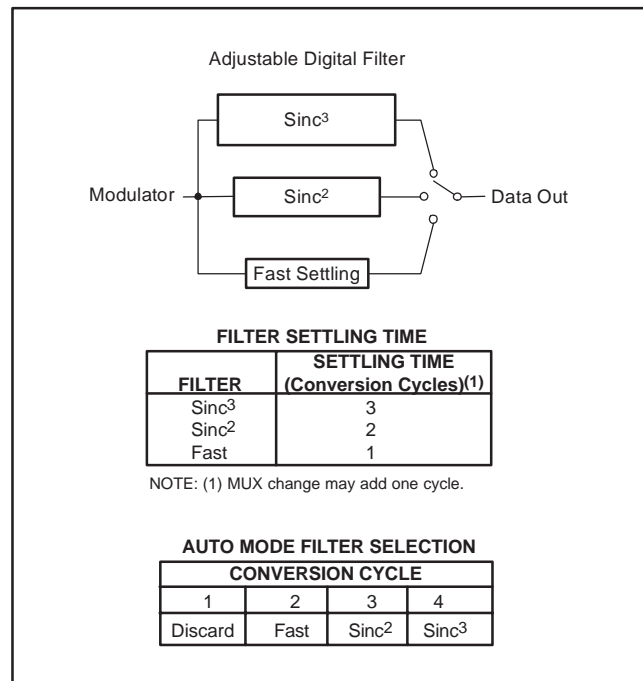 Adjustable Digital Filter
Sinc³
Modulator
Sinc²
Data Out
Fast Settling
FILTER SETTLING TIME
FILTER
SETTLING TIME
(Conversion Cycles)(1)
Sinc³ 3
Sinc² 2
Fast 1
NOTE: (1) MUX change may add one cycle.
AUTO MODE FILTER SELECTION
CONVERSION CYCLE
1 2 3 4
Discard Fast Sinc² Sinc³